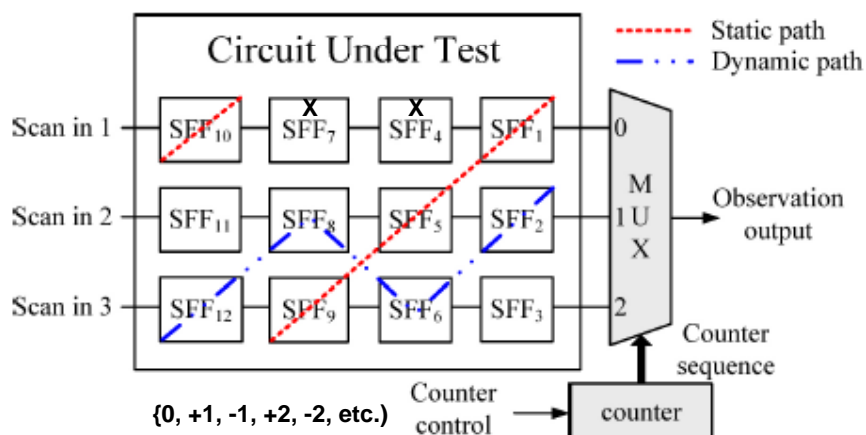 Circuit Under Test
Static path
Dynamic path
X X
Scan in 1 SFF10 SFF7 SFF4 SFF1 0
Scan in 2 SFF11 SFF8 SFF5 SFF2 1
Scan in 3 SFF12 SFF9 SFF6 SFF3 2
MUX
Observation output
Counter sequence
{0, +1, -1, +2, -2, etc.)
Counter control
counter